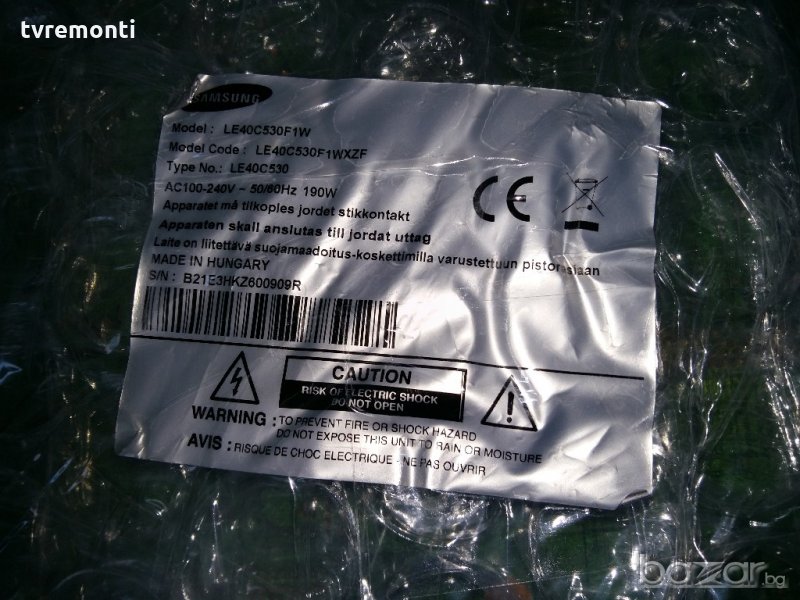 tvremonti
SAMSUNG
Model : LE40C530F1W
Model Code : LE40C530F1WXZF
Type No.: LE40C530
AC100-240V ~ 50/60Hz 190W
Apparatet må tilkoples jordet stikkontakt
Apparaten skall anslutas till jordat uttag
Laite on liitettävä suojamaadoitus-koskettimilla varustettuun pistorasiaan
MADE IN HUNGARY
S/N : B21E3HKZ600909R
CE
CAUTION
RISK OF ELECTRIC SHOCK
DO NOT OPEN
WARNING : TO PREVENT FIRE OR SHOCK HAZARD
DO NOT EXPOSE THIS UNIT TO RAIN OR MOISTURE
AVIS : RISQUE DE CHOC ELECTRIQUE - NE PAS OUVRIR
bazar.bg